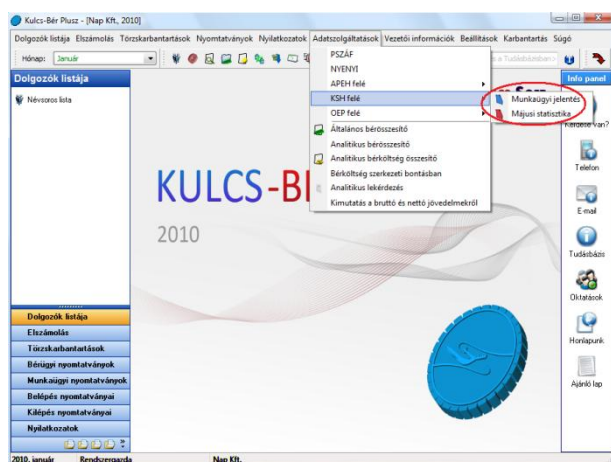 Kulcs-Bér Plusz - [Nap Kft., 2010]
Dolgozók listája Elszámolás Törzskarbantartások Nyomtatványok Nyilatkozatok Adatszolgáltatások Vezetői információk Beállítások Karbantartás Súgó
Hónap: Január
a Tudásbázisban>
Dolgozók listája
Névsoros lista
PSZÁF
NYENYI
APEH felé
KSH felé
OEP felé
Általános bérösszesítő
Analitikus bérösszesítő
Analitikus bérköltség összesítő
Bérköltség szerkezeti bontásban
Analitikus lekérdezés
Kimutatás a bruttó és nettó jövedelmekről
Munkaügyi jelentés
Májusi statisztika
Info panel
Kérdése van?
Telefon
E-mail
Tudásbázis
Oktatások
Honlapunk
Ajánló lap
KULCS-BÉ
2010
Dolgozók listája
Elszámolás
Törzskarbantartások
Bérügyi nyomtatványok
Munkaügyi nyomtatványok
Belépés nyomtatványai
Kilépés nyomtatványai
Nyilatkozatok
2010. január Rendszergazda Nap Kft.